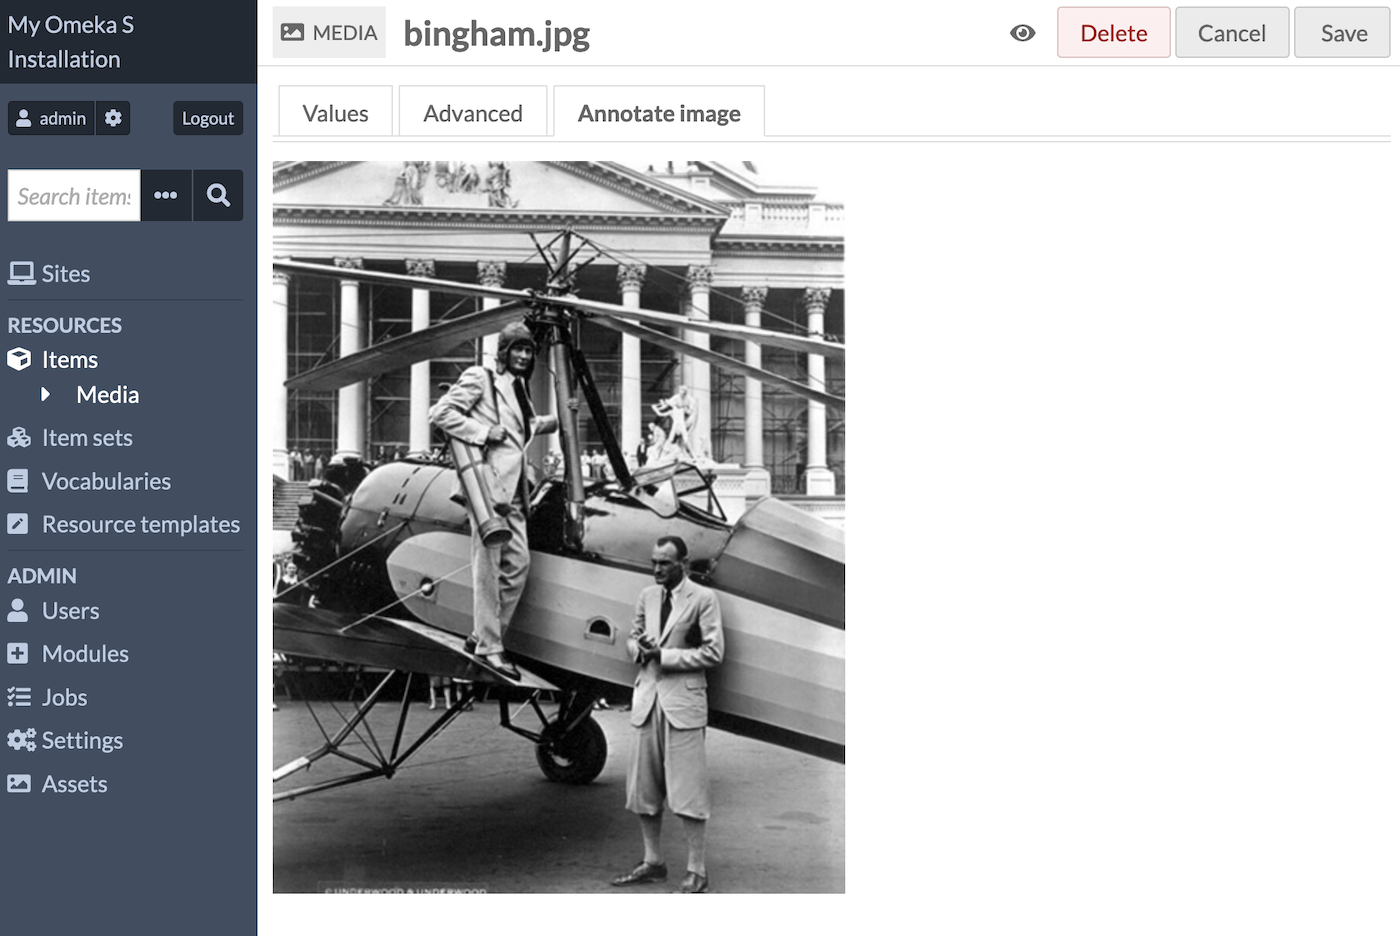 My Omeka S
Installation
admin
Logout
Search items
Sites
RESOURCES
Items
Media
Item sets
Vocabularies
Resource templates
ADMIN
Users
Modules
Jobs
Settings
Assets
MEDIA
bingham.jpg
Delete
Cancel
Save
Values
Advanced
Annotate image
© UNDERWOOD & UNDERWOOD